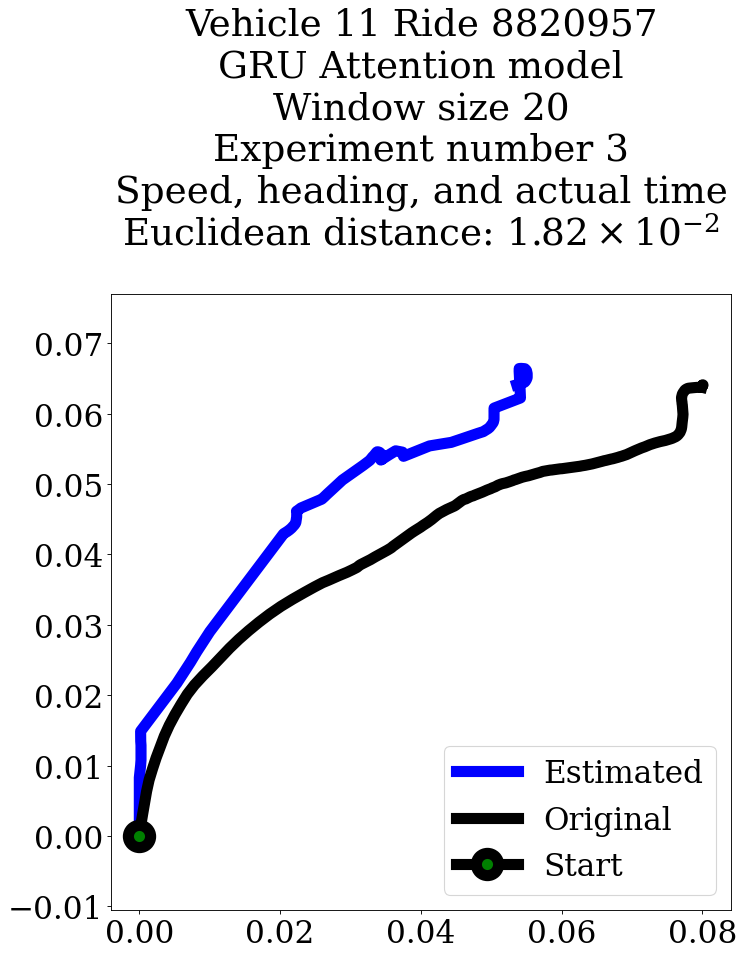 Vehicle 11 Ride 8820957
GRU Attention model
Window size 20
Experiment number 3
Speed, heading, and actual time
Euclidean distance: 1.82 × 10⁻²
0.07
0.06
0.05
0.04
0.03
0.02
0.01
0.00
−0.01
Estimated
Original
Start
0.00 0.02 0.04 0.06 0.08